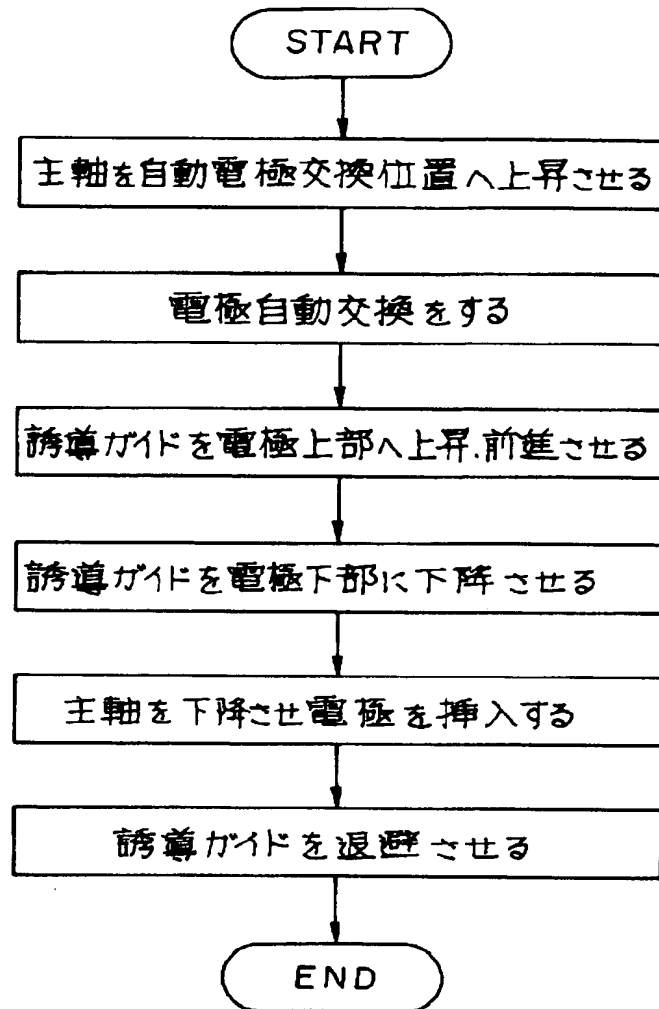 START
主軸を自動電極交換位置へ上昇させる
電極自動交換をする
誘導ガイドを電極上部へ上昇.前進させる
誘導ガイドを電極下部に下降させる
主軸を下降させ電極を挿入する
誘導ガイドを退避させる
END